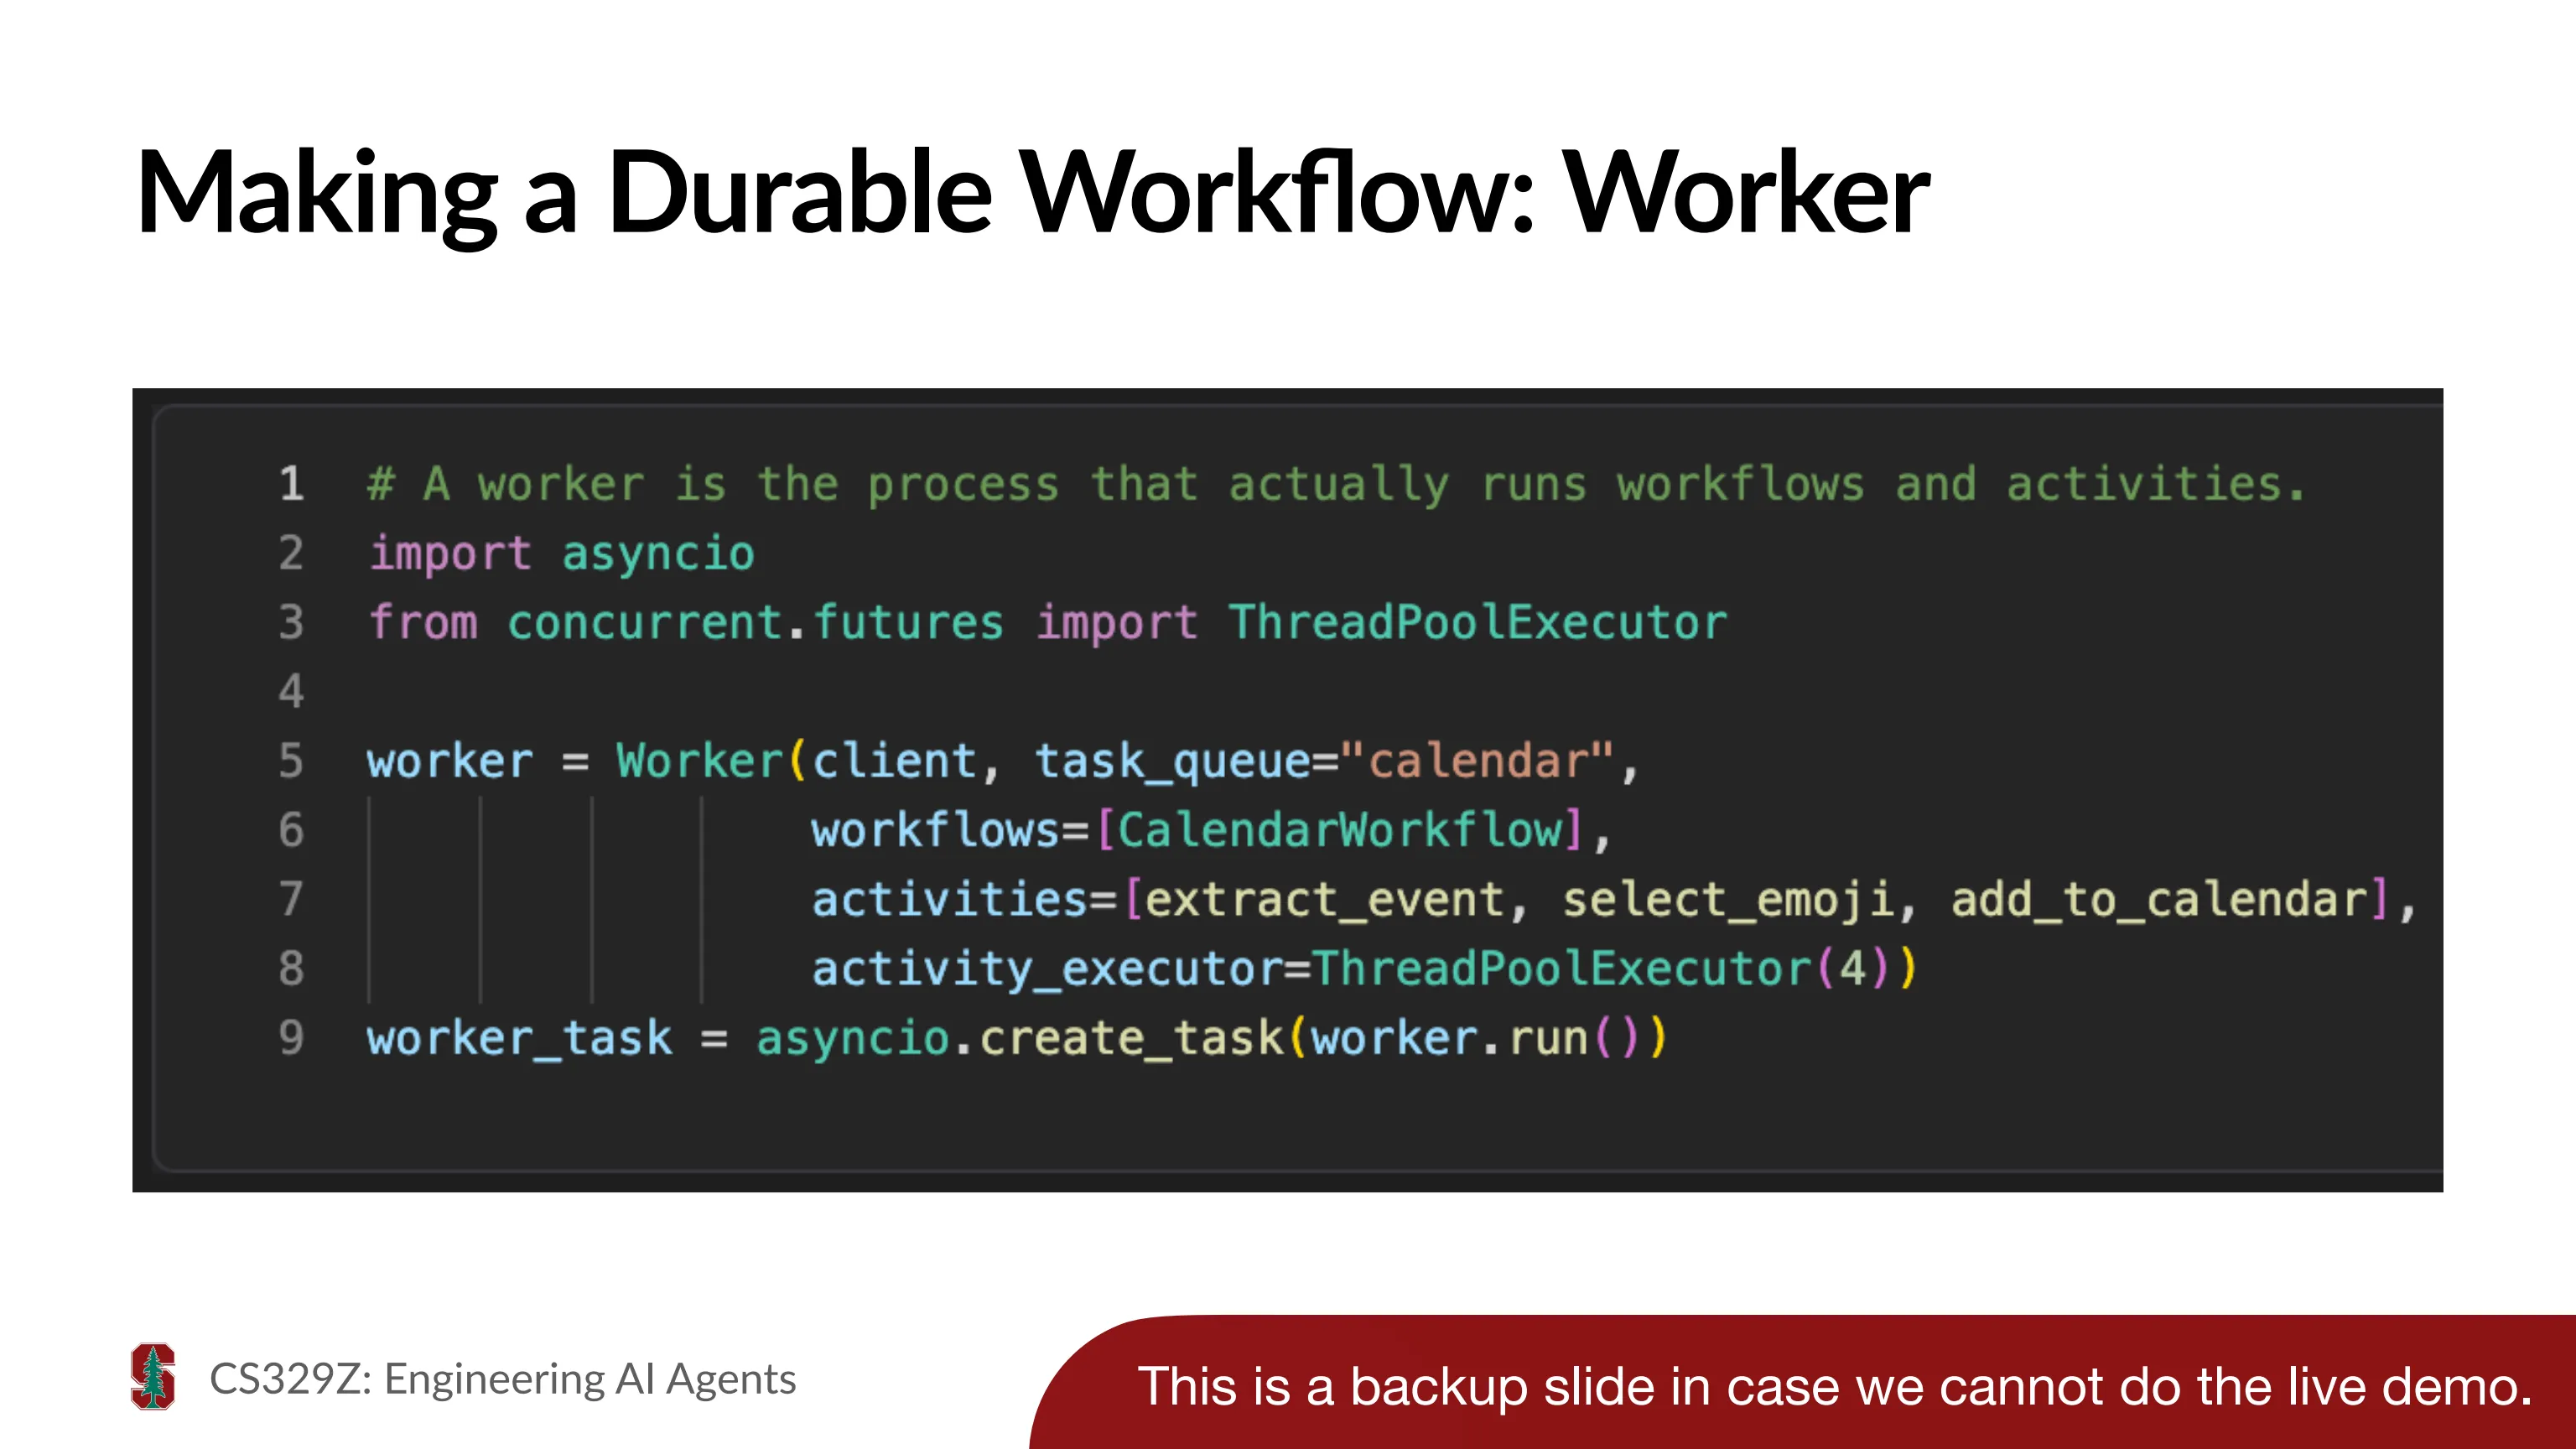 Making a Durable Workflow: Worker
1 # A worker is the process that actually runs workflows and activities.
2 import asyncio
3 from concurrent.futures import ThreadPoolExecutor
4
5 worker = Worker(client, task_queue="calendar",
6 workflows=[CalendarWorkflow],
7 activities=[extract_event, select_emoji, add_to_calendar],
8 activity_executor=ThreadPoolExecutor(4))
9 worker_task = asyncio.create_task(worker.run())
CS329Z: Engineering AI Agents
This is a backup slide in case we cannot do the live demo.